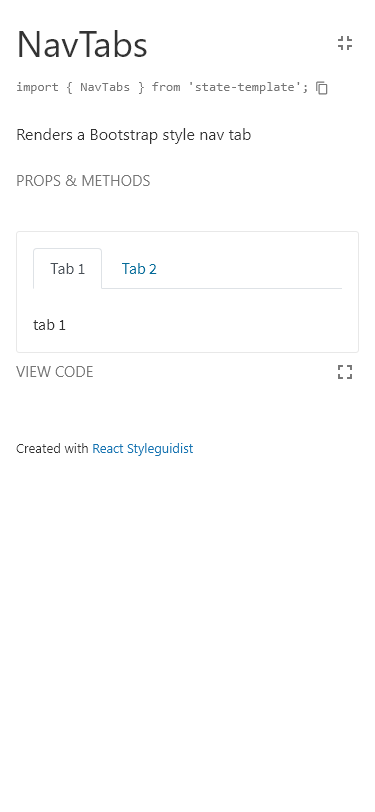 NavTabs
import { NavTabs } from 'state-template';
Renders a Bootstrap style nav tab
PROPS & METHODS
Tab 1 Tab 2
tab 1
VIEW CODE
Created with React Styleguidist